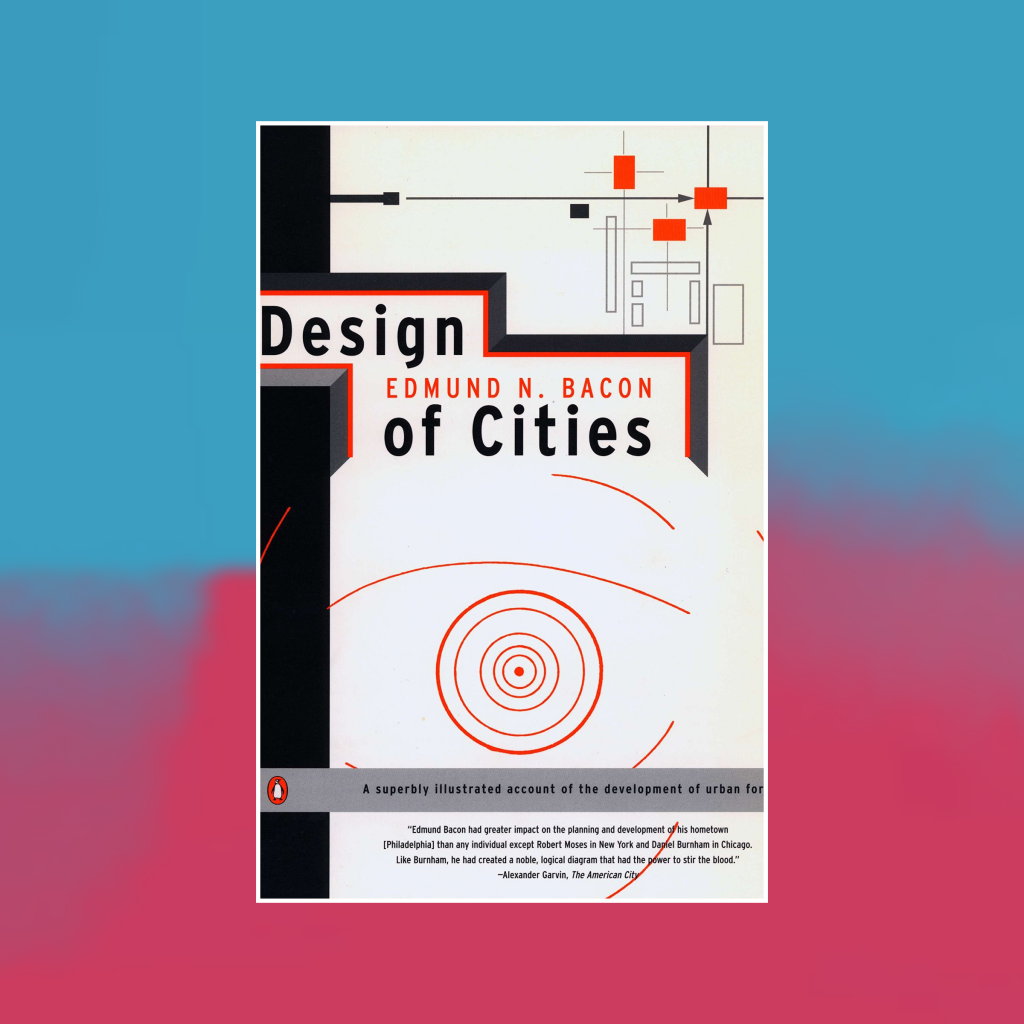 Design
EDMUND N. BACON
of Cities
A superbly illustrated account of the development of urban for
“Edmund Bacon had greater impact on the planning and development of his hometown
[Philadelphia] than any individual except Robert Moses in New York and Daniel Burnham in Chicago.
Like Burnham, he had created a noble, logical diagram that had the power to stir the blood.”
–Alexander Garvin, The American City